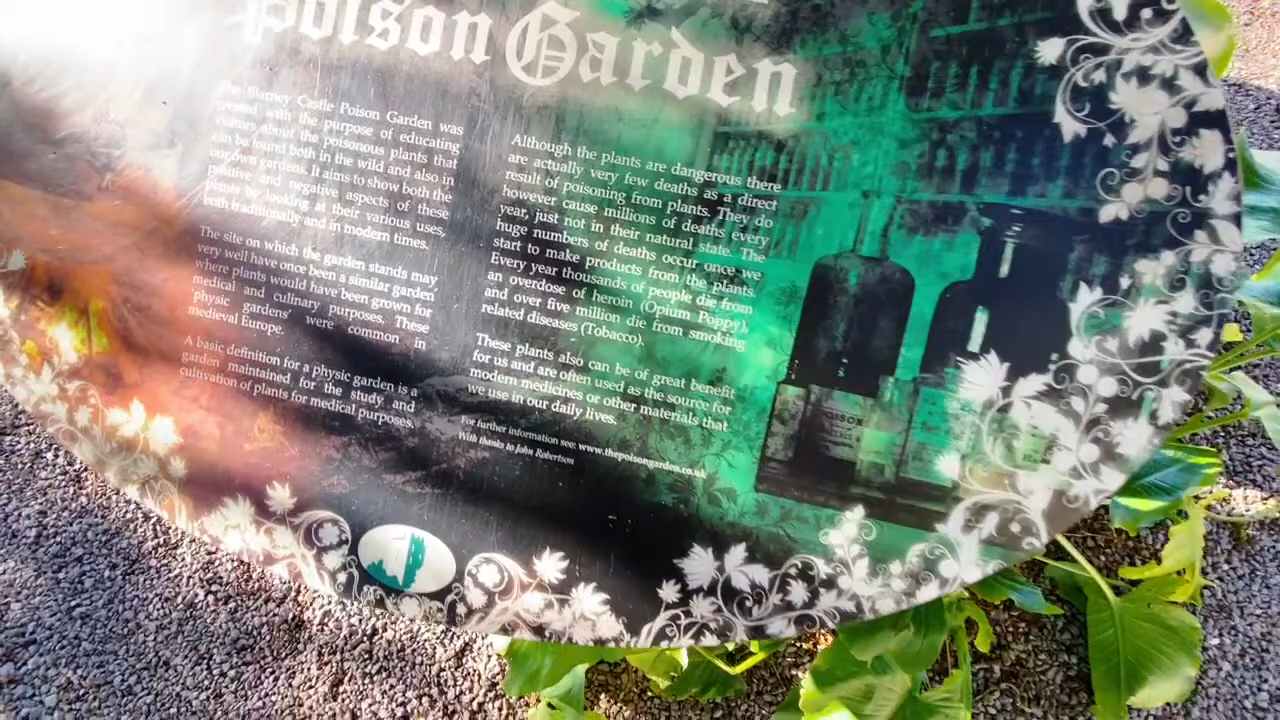 Poison Garden
The Blarney Castle Poison Garden was
created with the purpose of educating
visitors about the poisonous plants that
can be found both in the wild and also in
our own gardens. It aims to show both the
positive and negative aspects of these
plants by looking at their various uses,
both traditionally and in modern times.
The site on which the garden stands may
very well have once been a similar garden
where plants would have been grown for
medical and culinary purposes. These
physic gardens' were common in
medieval Europe.
A basic definition for a physic garden is a
garden maintained for the study and
cultivation of plants for medical purposes.
Although the plants are dangerous there
are actually very few deaths as a direct
result of poisoning from plants. They do
however cause millions of deaths every
year, just not in their natural state. The
huge numbers of deaths occur once we
start to make products from the plants.
Every year thousands of people die from
an overdose of heroin (Opium Poppy),
and over five million die from smoking
related diseases (Tobacco).
These plants also can be of great benefit
for us and are often used as the source for
modern medicines or other materials that
we use in our daily lives.
For further information see: www.thepoisongarden.co.uk
With thanks to John Robertson
POISON